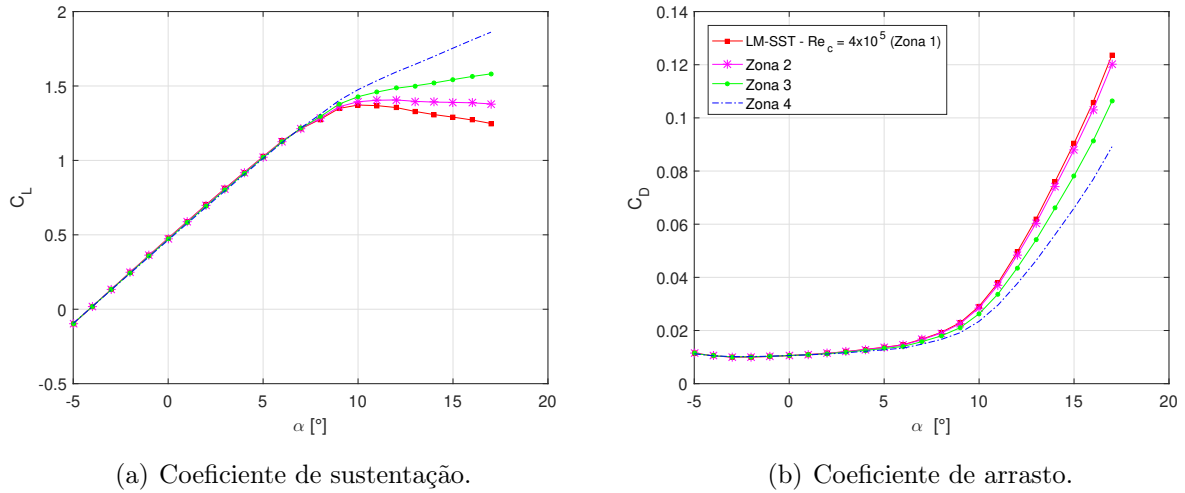 2
1.5
1
0.5
0
-0.5
C_L
-5 0 5 10 15 20
α [°]
(a) Coeficiente de sustentação.
LM-SST - Re_c = 4x10^5 (Zona 1)
Zona 2
Zona 3
Zona 4
0.12
0.1
0.08
0.06
0.04
0.02
0
C_D
-5 0 5 10 15 20
α [°]
(b) Coeficiente de arrasto.